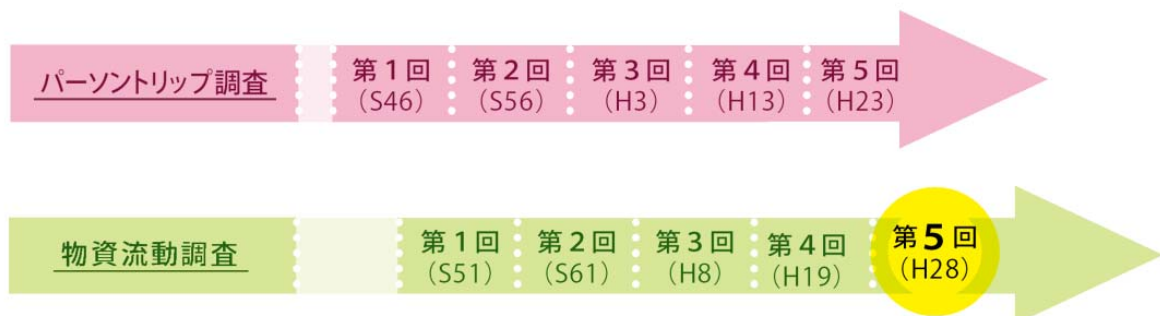 パーソントリップ調査
第1回 第2回 第3回 第4回 第5回
(S46) (S56) (H3) (H13) (H23)
物資流動調査
第1回 第2回 第3回 第4回 第5回
(S51) (S61) (H8) (H19) (H28)